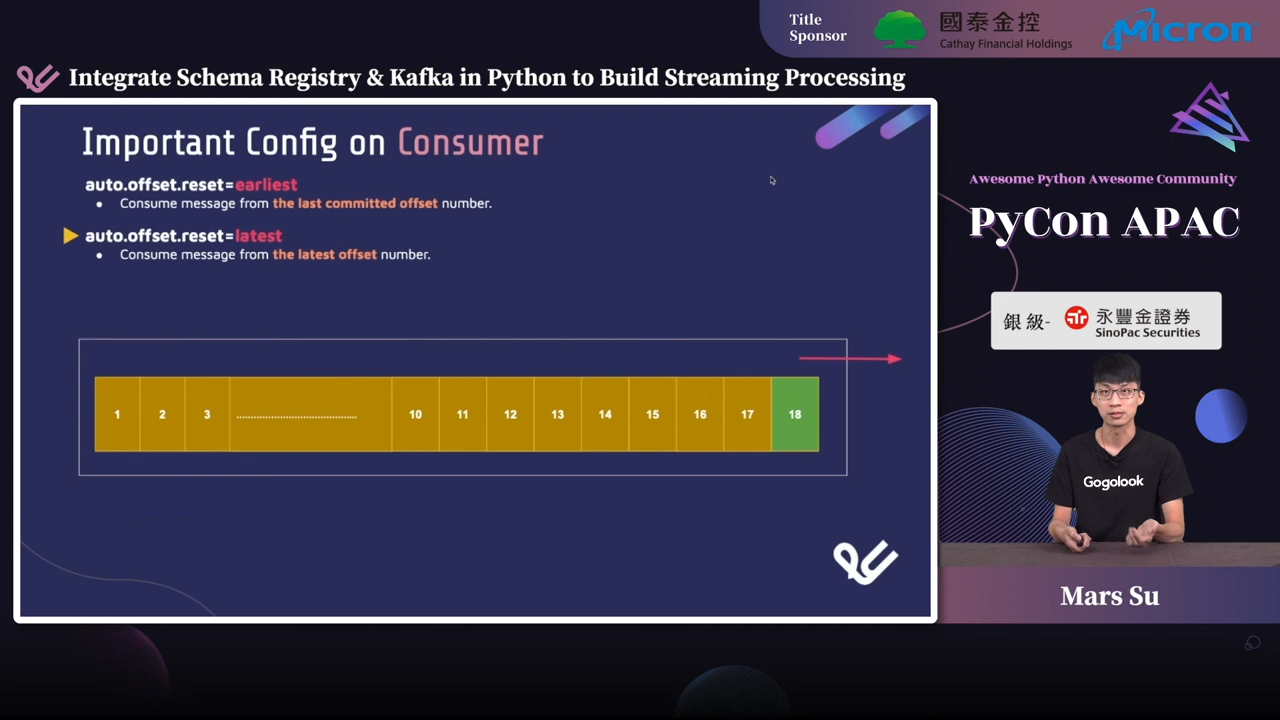 Title
Sponsor
國泰金控
Cathay Financial Holdings
Micron
Integrate Schema Registry & Kafka in Python to Build Streaming Processing
Important Config on Consumer
auto.offset.reset=earliest
● Consume message from the last committed offset number.
auto.offset.reset=latest
● Consume message from the latest offset number.
1 2 3 ........................................ 10 11 12 13 14 15 16 17 18
Awesome Python Awesome Community
PyCon APAC
銀級-
永豐金證券
SinoPac Securities
Gogolook
Mars Su